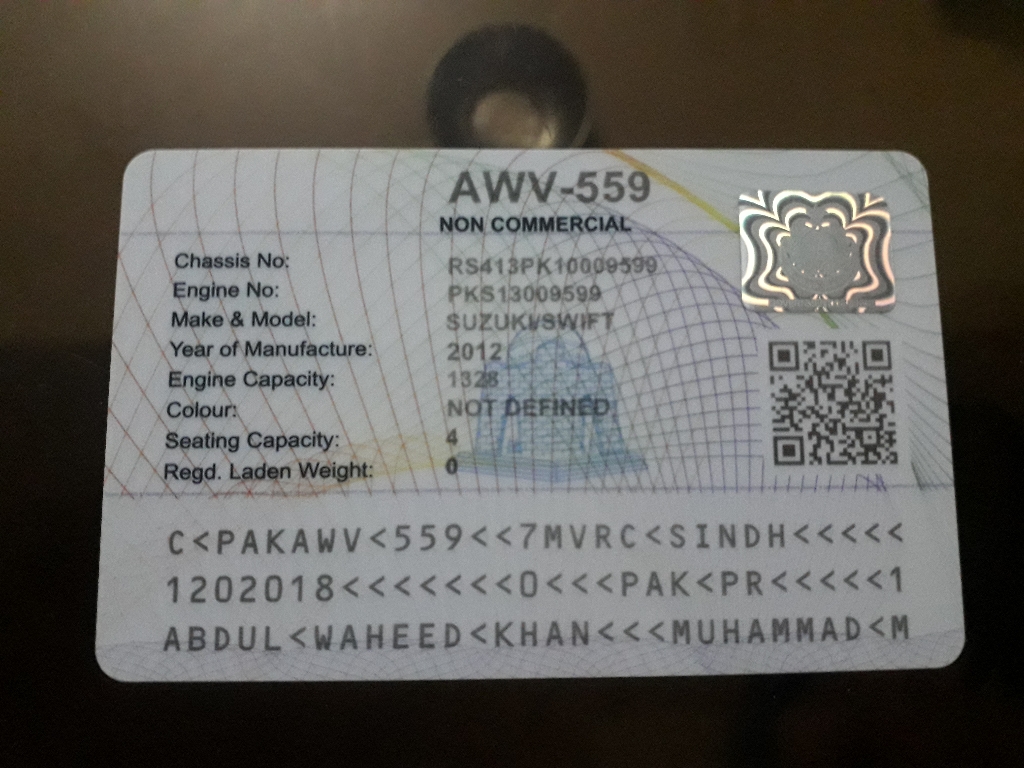 AWV-559
NON COMMERCIAL
Chassis No: RS413PK10009599
Engine No: PKS13009599
Make & Model: SUZUKI/SWIFT
Year of Manufacture: 2012
Engine Capacity: 1328
Colour: NOT DEFINED
Seating Capacity: 4
Regd. Laden Weight: 0
C<PAKAWV<559<<7MVRC<SINDH<<<<<
1202018<<<<<<<0<<<PAK<PR<<<<<1
ABDUL<WAHEED<KHAN<<<MUHAMMAD<M